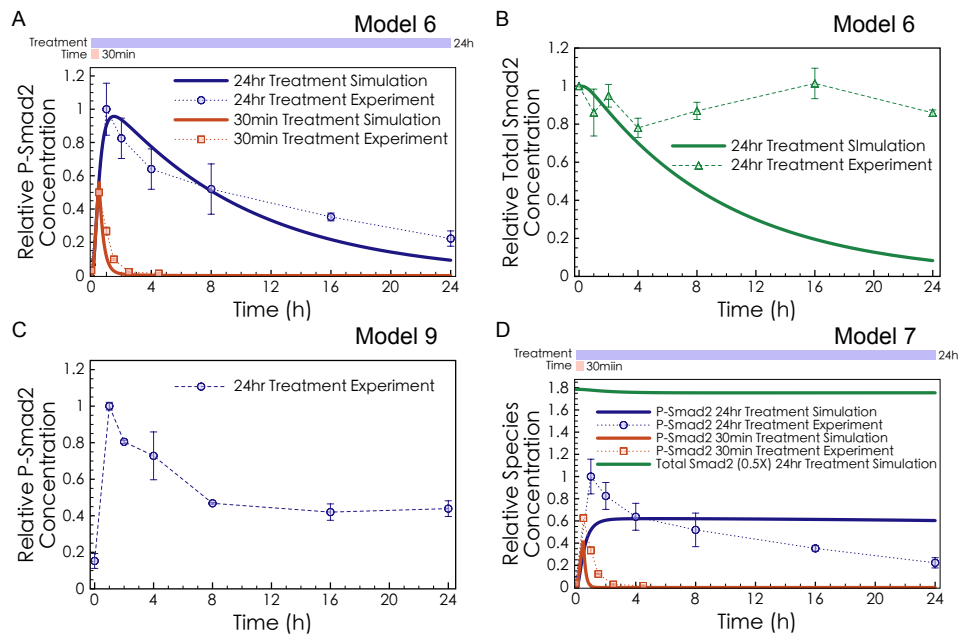 A
Model 6
Treatment
24h
Time
30min
1.2
1
0.8
0.6
0.4
0.2
0
24hr Treatment Simulation
24hr Treatment Experiment
30min Treatment Simulation
30min Treatment Experiment
Relative P-Smad2
Concentration
0 4 8 12 16 20 24
Time (h)
B
Model 6
1.2
1
0.8
0.6
0.4
0.2
0
24hr Treatment SImulation
24hr Treatment Experiment
Relative Total Smad2
Concentration
0 4 8 12 16 20 24
Time (h)
C
Model 9
1.2
1
0.8
0.6
0.4
0.2
0
24hr Treatment Experiment
Relative P-Smad2
Concentration
0 4 8 12 16 20 24
Time (h)
D
Model 7
Treatment
24h
Time
30miin
1.8
1.6
1.4
1.2
1
0.8
0.6
0.4
0.2
0
P-Smad2 24hr Treatment Simulation
P-Smad2 24hr Treatment Experiment
P-Smad2 30min Treatment Simulation
P-Smad2 30min Treatment Experiment
Total Smad2 (0.5X) 24hr Treatment Simulation
Relative Species
Concentration
0 4 8 12 16 20 24
Time (h)